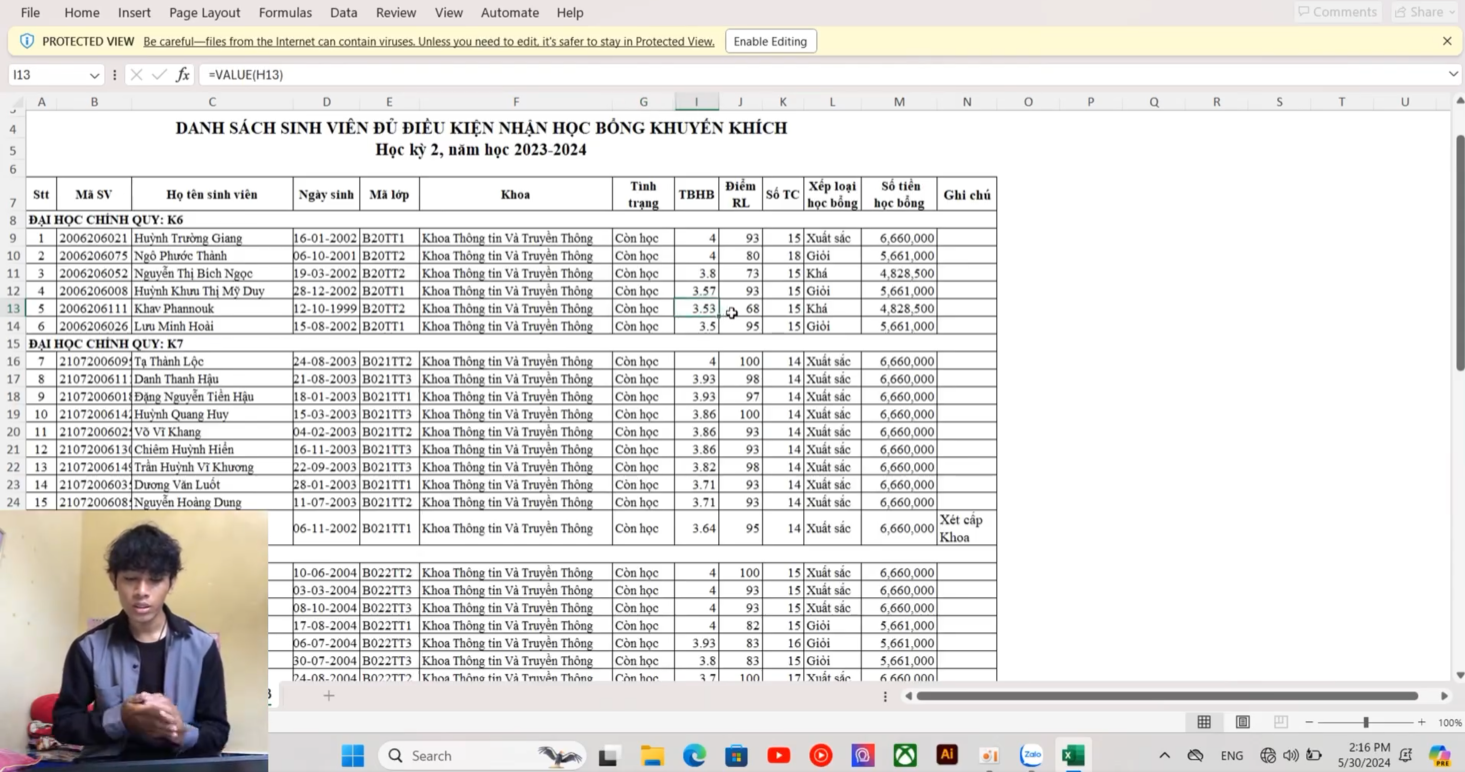 File Home Insert Page Layout Formulas Data Review View Automate Help Comments Share
PROTECTED VIEW Be careful—files from the Internet can contain viruses. Unless you need to edit, it's safer to stay in Protected View. Enable Editing
I13 fx =VALUE(H13)
A B C D E F G I J K L M N O P Q R S T U
4 DANH SÁCH SINH VIÊN ĐỦ ĐIỀU KIỆN NHẬN HỌC BỔNG KHUYẾN KHÍCH
5 Học kỳ 2, năm học 2023-2024
6
7 Stt Mã SV Họ tên sinh viên Ngày sinh Mã lớp Khoa Tình trạng TBHB Điểm RL Số TC Xếp loại học bổng Số tiền học bổng Ghi chú
8 ĐẠI HỌC CHÍNH QUY: K6
9 1 2006206021 Huỳnh Trường Giang 16-01-2002 B20TT1 Khoa Thông tin Và Truyền Thông Còn học 4 93 15 Xuất sắc 6,660,000
10 2 2006206075 Ngô Phước Thành 06-10-2001 B20TT2 Khoa Thông tin Và Truyền Thông Còn học 4 80 18 Giỏi 5,661,000
11 3 2006206052 Nguyễn Thị Bích Ngọc 19-03-2002 B20TT2 Khoa Thông tin Và Truyền Thông Còn học 3.8 73 15 Khá 4,828,500
12 4 2006206008 Huỳnh Khưu Thị Mỹ Duy 28-12-2002 B20TT1 Khoa Thông tin Và Truyền Thông Còn học 3.57 93 15 Giỏi 5,661,000
13 5 2006206111 Khav Phannouk 12-10-1999 B20TT2 Khoa Thông tin Và Truyền Thông Còn học 3.53 68 15 Khá 4,828,500
14 6 2006206026 Lưu Minh Hoài 15-08-2002 B20TT1 Khoa Thông tin Và Truyền Thông Còn học 3.5 95 15 Giỏi 5,661,000
15 ĐẠI HỌC CHÍNH QUY: K7
16 7 2107200609 Tạ Thành Lộc 24-08-2003 B021TT2 Khoa Thông tin Và Truyền Thông Còn học 4 100 14 Xuất sắc 6,660,000
17 8 2107200611 Danh Thanh Hậu 21-08-2003 B021TT3 Khoa Thông tin Và Truyền Thông Còn học 3.93 98 14 Xuất sắc 6,660,000
18 9 2107200601 Đặng Nguyễn Tiền Hậu 18-01-2003 B021TT1 Khoa Thông tin Và Truyền Thông Còn học 3.93 97 14 Xuất sắc 6,660,000
19 10 2107200614 Huỳnh Quang Huy 15-03-2003 B021TT3 Khoa Thông tin Và Truyền Thông Còn học 3.86 100 14 Xuất sắc 6,660,000
20 11 2107200602 Võ Vĩ Khang 04-02-2003 B021TT2 Khoa Thông tin Và Truyền Thông Còn học 3.86 93 14 Xuất sắc 6,660,000
21 12 2107200613 Chiêm Huỳnh Hiển 16-11-2003 B021TT3 Khoa Thông tin Và Truyền Thông Còn học 3.86 93 14 Xuất sắc 6,660,000
22 13 2107200614 Trần Huỳnh Vĩ Khương 22-09-2003 B021TT3 Khoa Thông tin Và Truyền Thông Còn học 3.82 98 14 Xuất sắc 6,660,000
23 14 2107200603 Dương Văn Luốt 28-01-2003 B021TT1 Khoa Thông tin Và Truyền Thông Còn học 3.71 93 14 Xuất sắc 6,660,000
24 15 2107200608 Nguyễn Hoàng Dung 11-07-2003 B021TT2 Khoa Thông tin Và Truyền Thông Còn học 3.71 93 14 Xuất sắc 6,660,000
06-11-2002 B021TT1 Khoa Thông tin Và Truyền Thông Còn học 3.64 95 14 Xuất sắc 6,660,000 Xét cấp Khoa
10-06-2004 B022TT2 Khoa Thông tin Và Truyền Thông Còn học 4 100 15 Xuất sắc 6,660,000
03-03-2004 B022TT3 Khoa Thông tin Và Truyền Thông Còn học 4 93 15 Xuất sắc 6,660,000
08-10-2004 B022TT3 Khoa Thông tin Và Truyền Thông Còn học 4 93 15 Xuất sắc 6,660,000
17-08-2004 B022TT1 Khoa Thông tin Và Truyền Thông Còn học 4 82 15 Giỏi 5,661,000
06-07-2004 B022TT3 Khoa Thông tin Và Truyền Thông Còn học 3.93 83 16 Giỏi 5,661,000
30-07-2004 B022TT3 Khoa Thông tin Và Truyền Thông Còn học 3.8 83 15 Giỏi 5,661,000
24-08-2004 B022TT2 Khoa Thông tin Và Truyền Thông Còn học 3.7 100 17 Xuất sắc 6,660,000
100%
Search Ai Zalo ENG 2:16 PM
5/30/2024 PRE